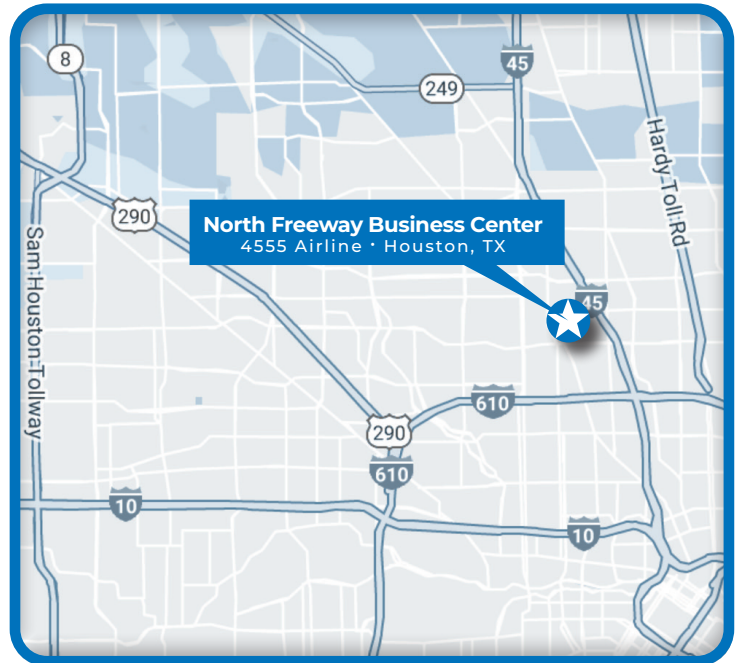 8
45
249
Hardy Toll Rd
290
North Freeway Business Center
4555 Airline · Houston, TX
Sam Houston Tollway
45
610
290
610
10
10